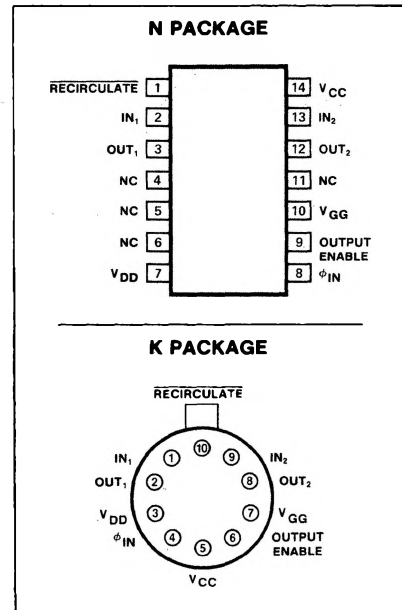 N PACKAGE
RECIRCULATE 1 14 VCC
IN1 2 13 IN2
OUT1 3 12 OUT2
NC 4 11 NC
NC 5 10 VGG
NC 6 9 OUTPUT ENABLE
VDD 7 8 ϕIN
K PACKAGE
RECIRCULATE
10
IN1 1 9 IN2
OUT1 2 8 OUT2
VDD 3 7 VGG
ϕIN 4 6 OUTPUT ENABLE
5
VCC